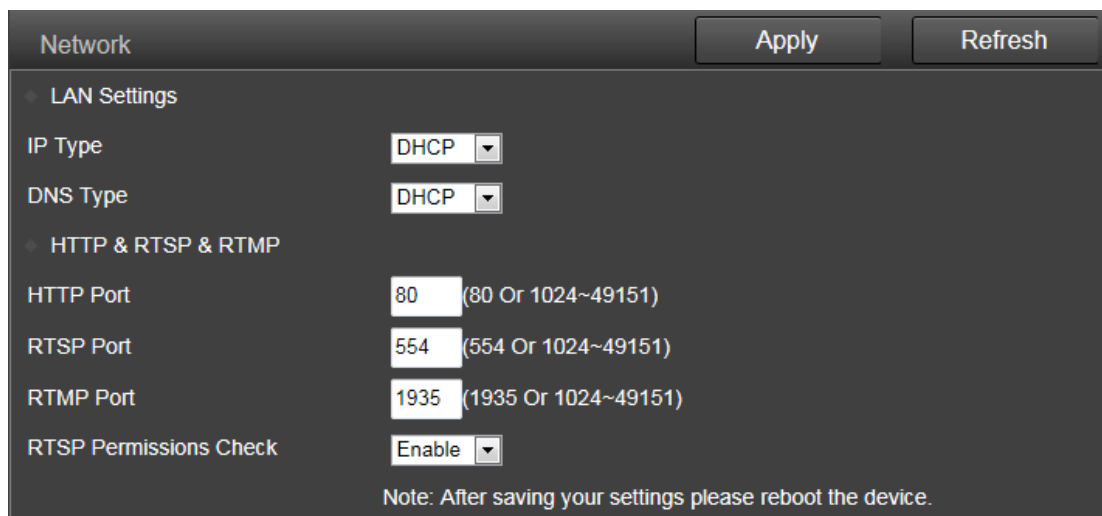 Network Apply Refresh
LAN Settings
IP Type DHCP
DNS Type DHCP
HTTP & RTSP & RTMP
HTTP Port 80 (80 Or 1024~49151)
RTSP Port 554 (554 Or 1024~49151)
RTMP Port 1935 (1935 Or 1024~49151)
RTSP Permissions Check Enable
Note: After saving your settings please reboot the device.